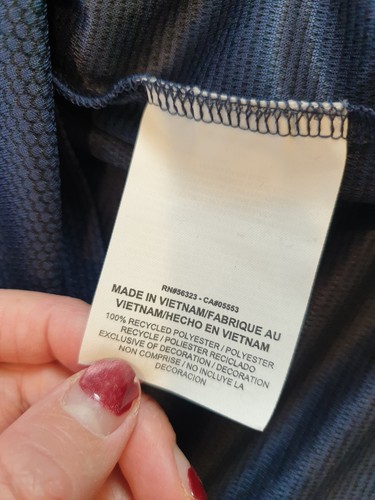 RN#56323 - CA#05553
MADE IN VIETNAM/FABRIQUE AU
VIETNAM/HECHO EN VIETNAM
100% RECYCLED POLYESTER / POLYESTER
RECYCLE / POLIESTER RECICLADO
EXCLUSIVE OF DECORATION / DECORATION
NON COMPRISE / NO INCLUYE LA
DECORACIÓN